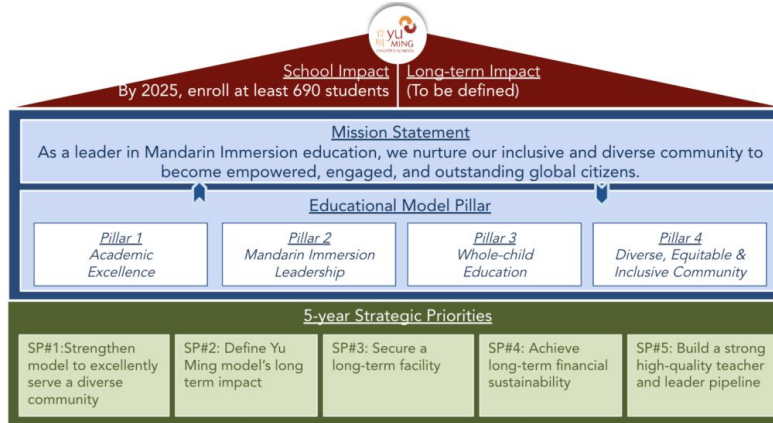 育明
yu
MING
CHARTER SCHOOL
School Impact
By 2025, enroll at least 690 students
Long-term Impact
(To be defined)
Mission Statement
As a leader in Mandarin Immersion education, we nurture our inclusive and diverse community to
become empowered, engaged, and outstanding global citizens.
Educational Model Pillar
Pillar 1
Academic
Excellence
Pillar 2
Mandarin Immersion
Leadership
Pillar 3
Whole-child
Education
Pillar 4
Diverse, Equitable &
Inclusive Community
5-year Strategic Priorities
SP#1:Strengthen
model to excellently
serve a diverse
community
SP#2: Define Yu
Ming model's long
term impact
SP#3: Secure a
long-term facility
SP#4: Achieve
long-term financial
sustainability
SP#5: Build a strong
high-quality teacher
and leader pipeline